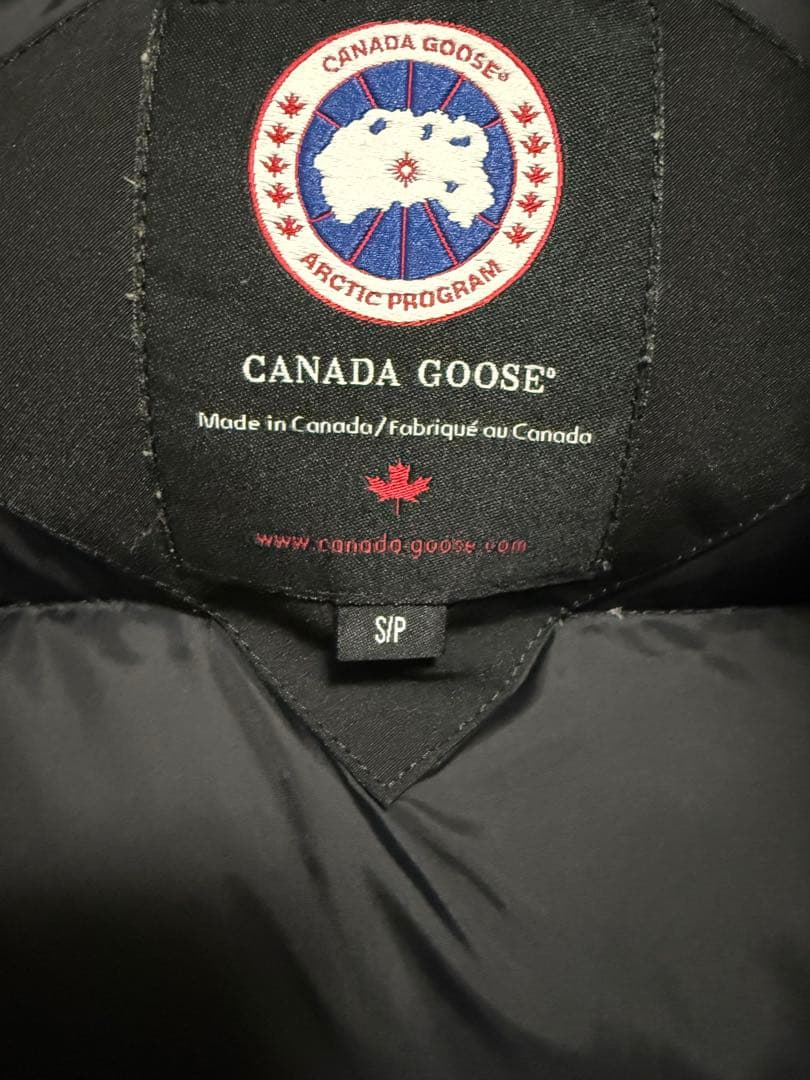 CANADA GOOSE®
ARCTIC PROGRAM
CANADA GOOSE®
Made in Canada/Fabriqué au Canada
www.canada-goose.com
S/P